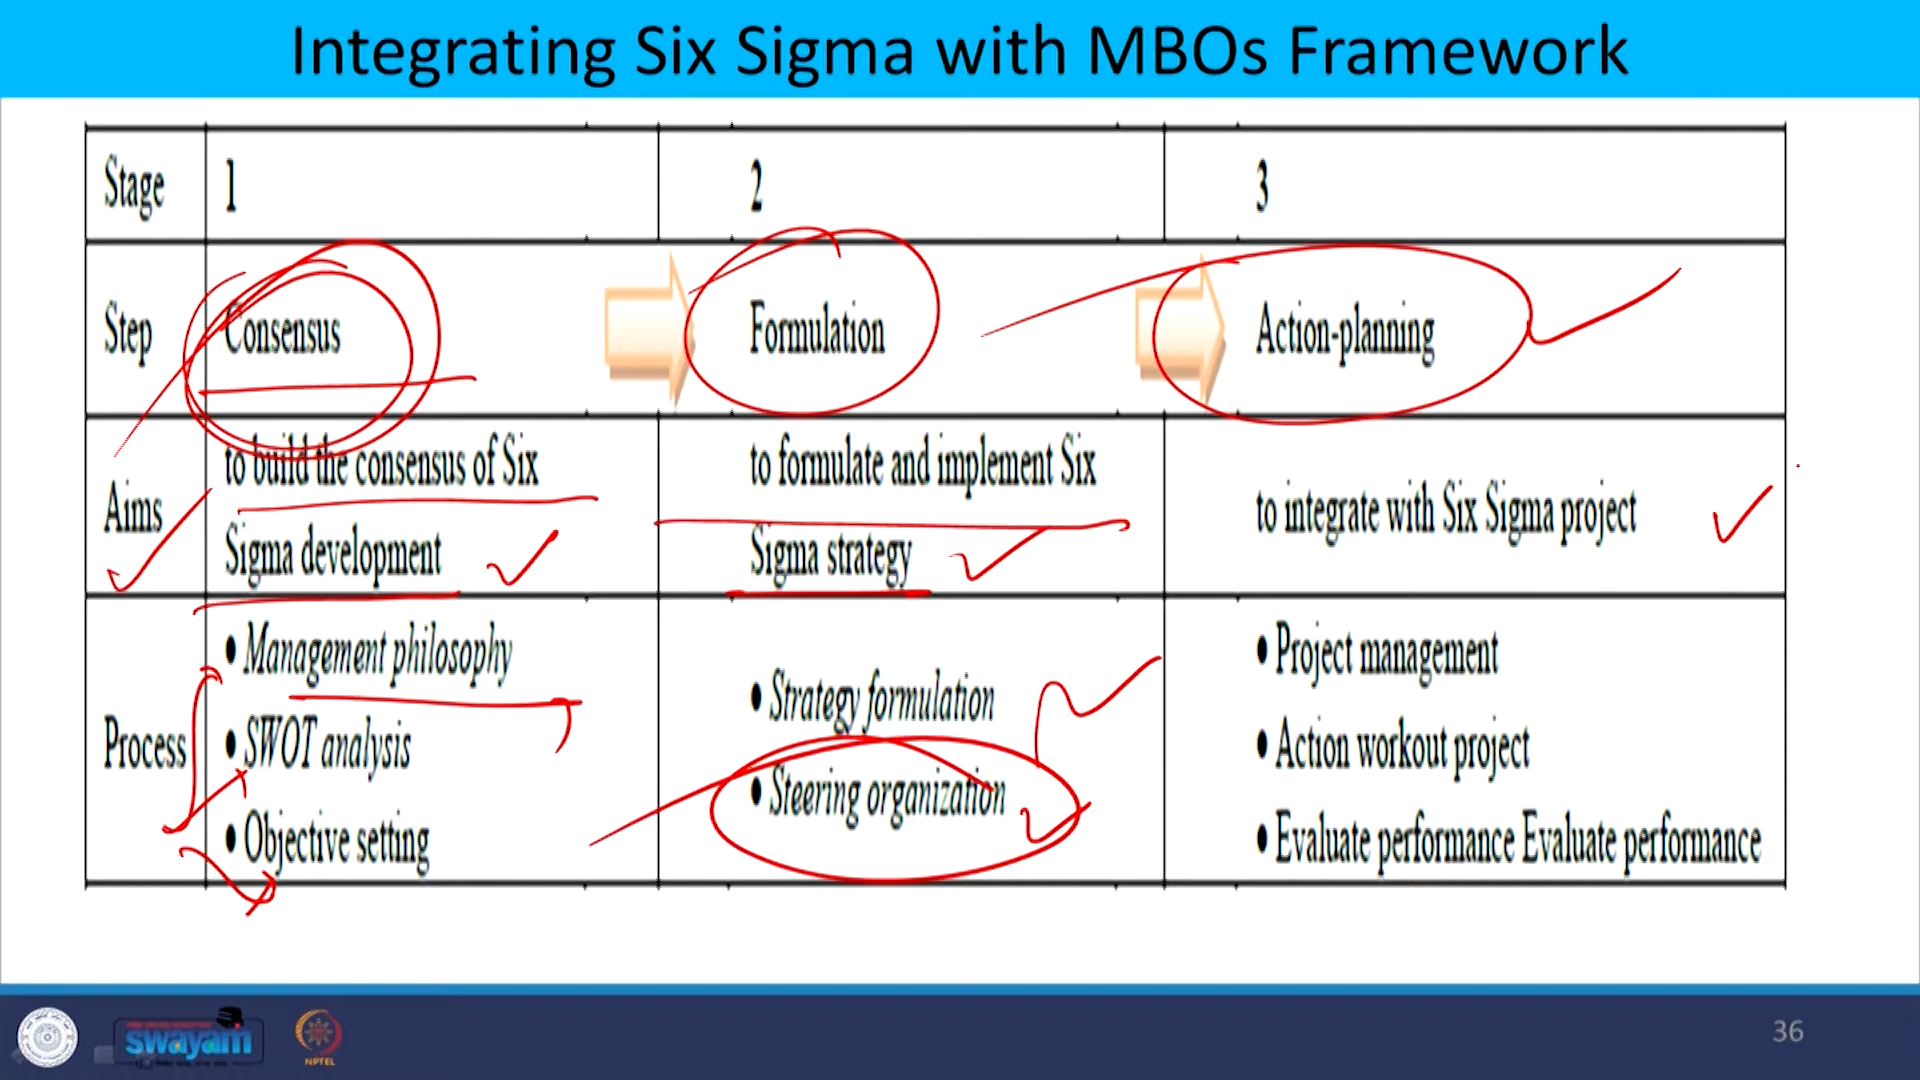 Integrating Six Sigma with MBOs Framework
Stage 1 2 3
Step Consensus Formulation Action-planning
Aims
to build the consensus of Six
Sigma development
to formulate and implement Six
Sigma strategy
to integrate with Six Sigma project
Process
• Management philosophy
• SWOT analysis
• Objective setting
• Strategy formulation
• Steering organization
• Project management
• Action workout project
• Evaluate performance Evaluate performance
swayam
NPTEL
36